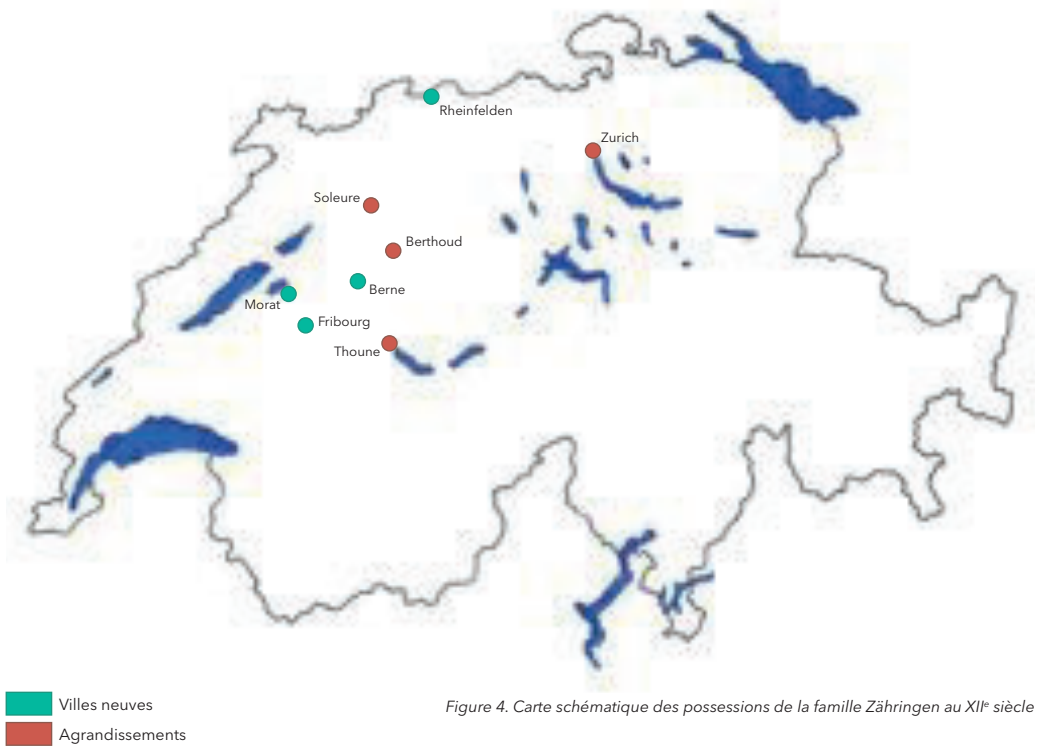 Rheinfelden
Zurich
Soleure
Berthoud
Berne
Morat
Fribourg
Thoune
Villes neuves
Agrandissements
Figure 4. Carte schématique des possessions de la famille Zähringen au XIIᵉ siècle